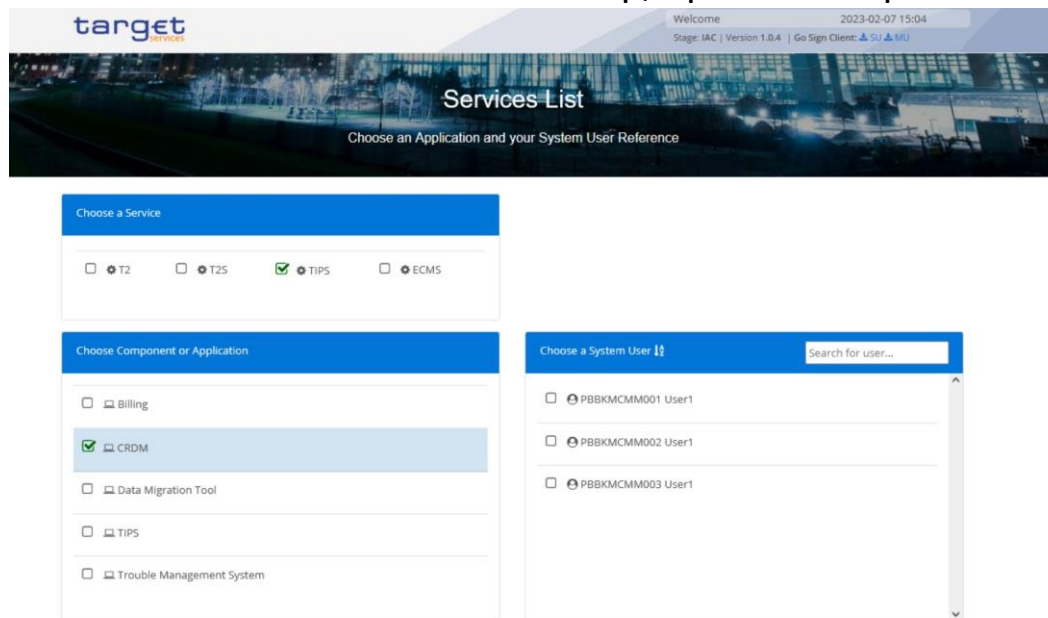 target
services
Welcome 2023-02-07 15:04
Stage: IAC | Version 1.0.4 | Go Sign Client: SU MU
Services List
Choose an Application and your System User Reference
Choose a Service
T2 T2S TIPS ECMS
Choose Component or Application
Billing
CRDM
Data Migration Tool
TIPS
Trouble Management System
Choose a System User
Search for user...
PBBKMCMM001 User1
PBBKMCMM002 User1
PBBKMCMM003 User1